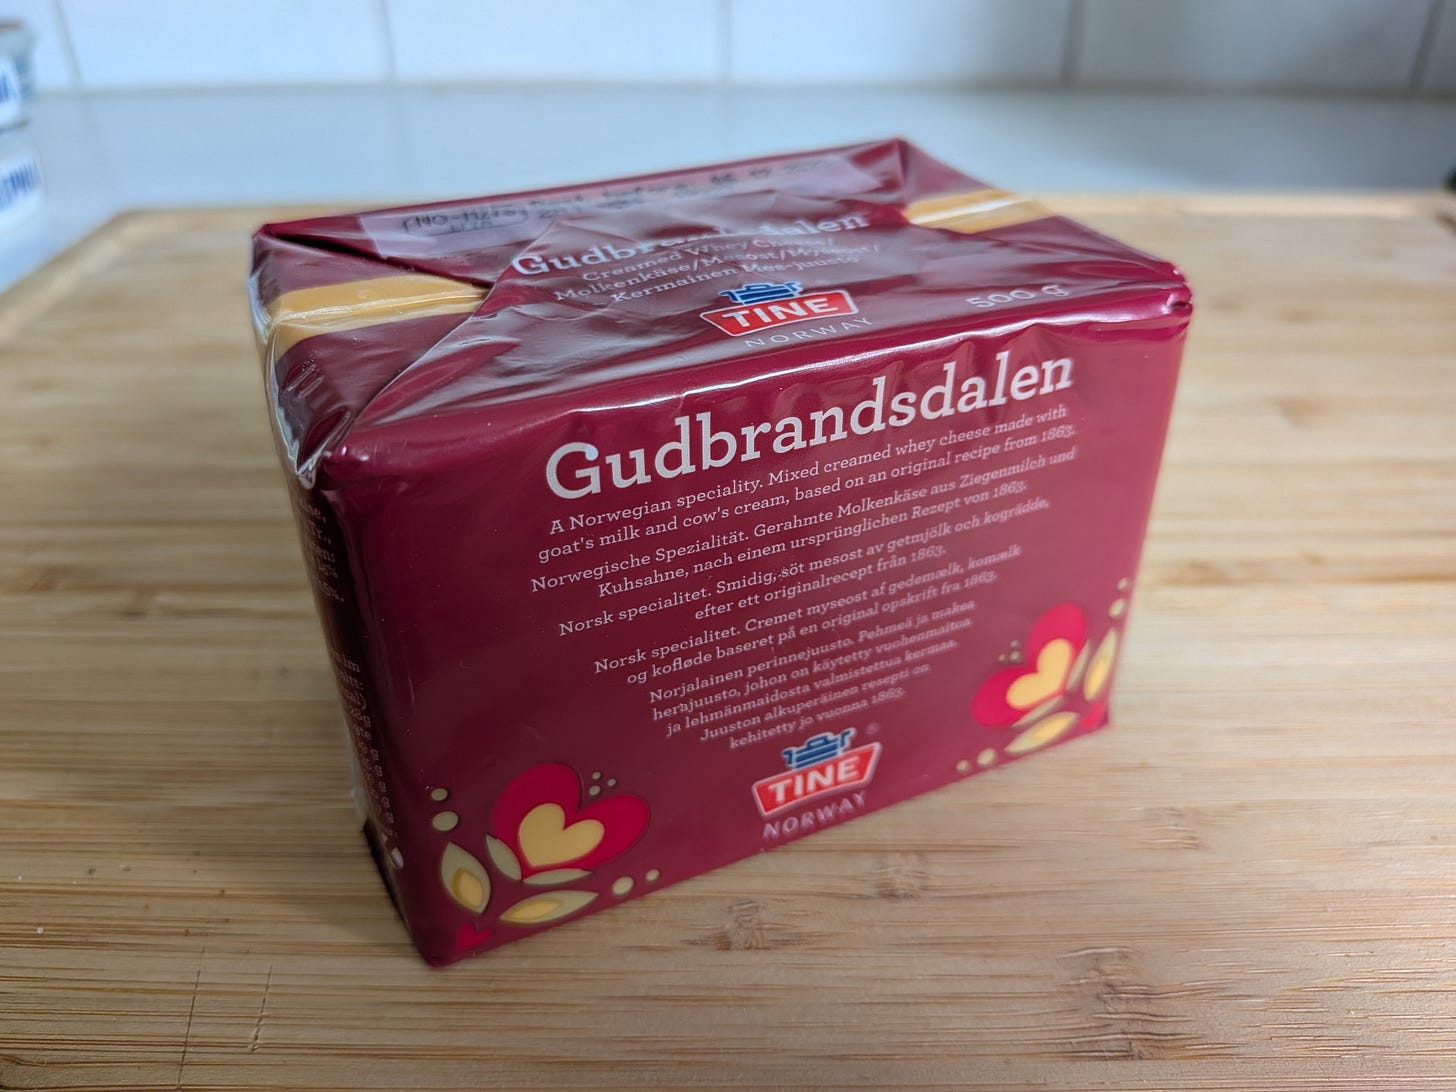 Gudbrandsdalen
Creamed Whey Cheese/
Molkenkäse/Mesost/Myseost/
Kermainen Mes-juusto
TINE
NORWAY
500 g
Gudbrandsdalen
A Norwegian speciality. Mixed creamed whey cheese made with
goat's milk and cow's cream, based on an original recipe from 1863.
Norwegische Spezialität. Gerahmte Molkenkäse aus Ziegenmilch und
Kuhsahne, nach einem ursprünglichen Rezept von 1863.
Norsk specialitet. Smidig, söt mesost av getmjölk och kogrädde,
efter ett originalrecept från 1863.
Norsk specialitet. Cremet myseost af gedemælk, komælk
og kofløde baseret på en original opskrift fra 1863.
Norjalainen perinnejuusto. Pehmeä ja makea
herajuusto, johon on käytetty vuohenmaitoa
ja lehmänmaidosta valmistettua kermaa.
Juuston alkuperäinen resepti on
kehitetty jo vuonna 1863.
TINE
®
NORWAY